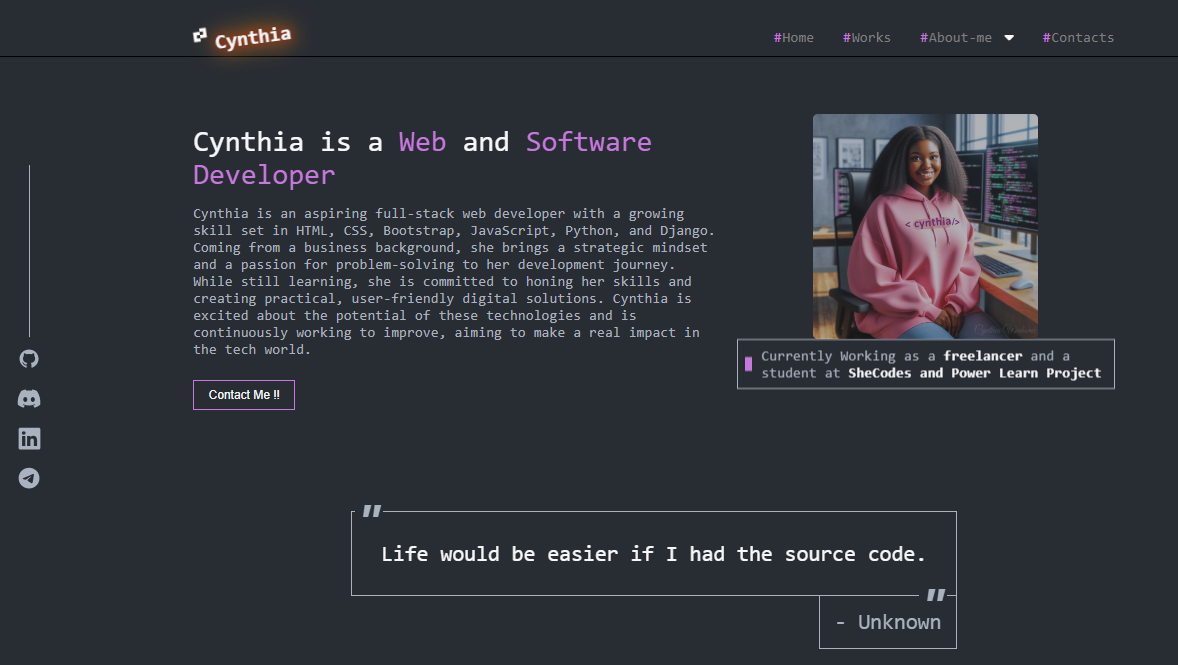 Cynthia
#Home #Works #About-me #Contacts
Cynthia is a Web and Software
Developer
Cynthia is an aspiring full-stack web developer with a growing
skill set in HTML, CSS, Bootstrap, JavaScript, Python, and Django.
Coming from a business background, she brings a strategic mindset
and a passion for problem-solving to her development journey.
While still learning, she is committed to honing her skills and
creating practical, user-friendly digital solutions. Cynthia is
excited about the potential of these technologies and is
continuously working to improve, aiming to make a real impact in
the tech world.
Contact Me !!
< cynthia/>
Currently Working as a freelancer and a
student at SheCodes and Power Learn Project
in
"
Life would be easier if I had the source code.
"
- Unknown